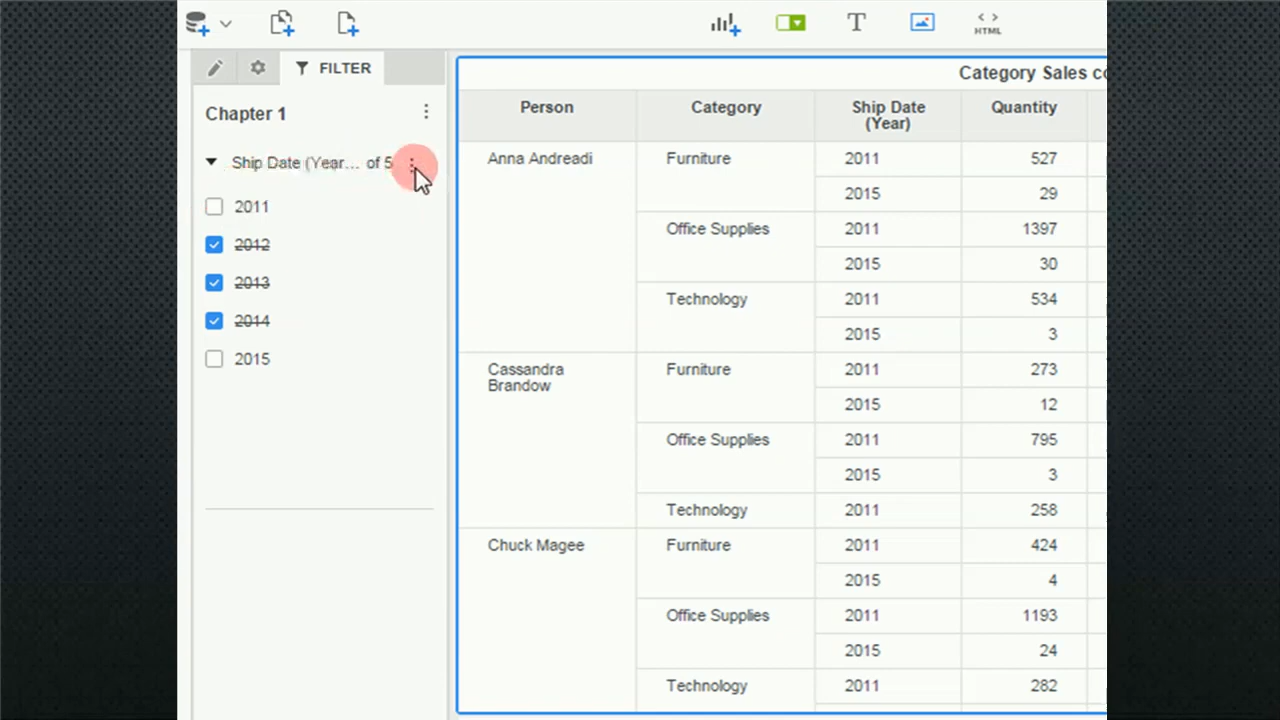 T
< >
HTML
FILTER
Category Sales co
Chapter 1
Person Category Ship Date (Year) Quantity
Ship Date (Year... of 5
2011
2012
2013
2014
2015
Anna Andreadi Furniture 2011 527
2015 29
Office Supplies 2011 1397
2015 30
Technology 2011 534
2015 3
Cassandra Brandow Furniture 2011 273
2015 12
Office Supplies 2011 795
2015 3
Technology 2011 258
Chuck Magee Furniture 2011 424
2015 4
Office Supplies 2011 1193
2015 24
Technology 2011 282